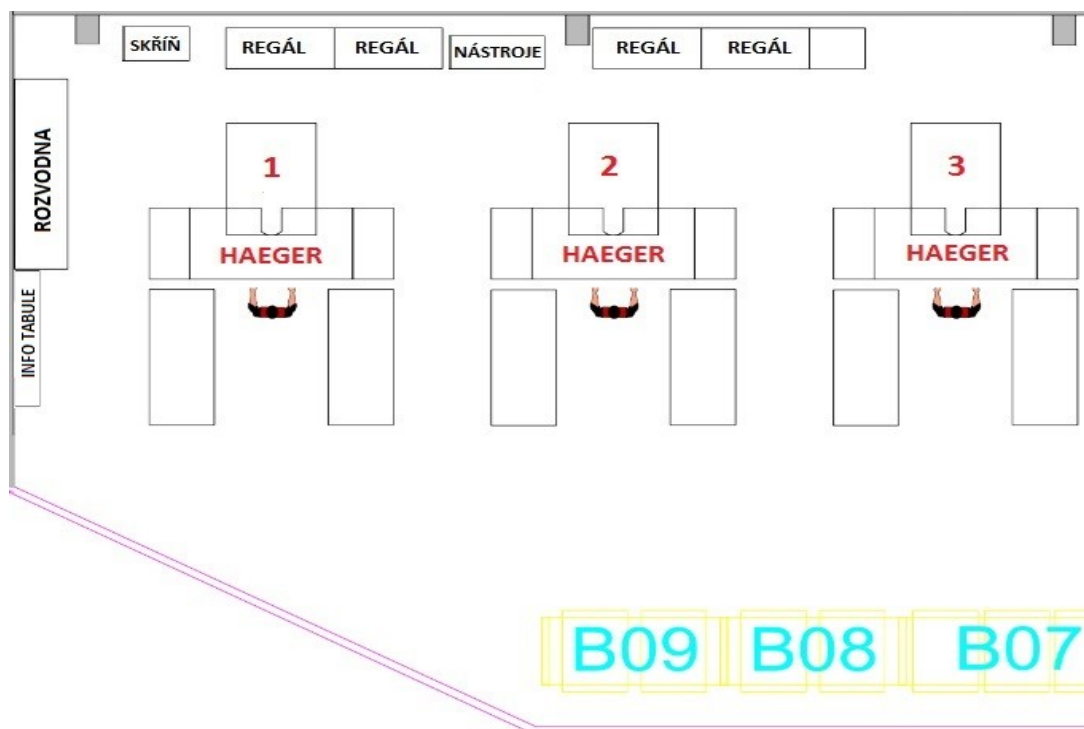 SKŘÍŇ
REGÁL
REGÁL
NÁSTROJE
REGÁL
REGÁL
ROZVODNA
INFO TABULE
1
HAEGER
2
HAEGER
3
HAEGER
B09
B08
B07